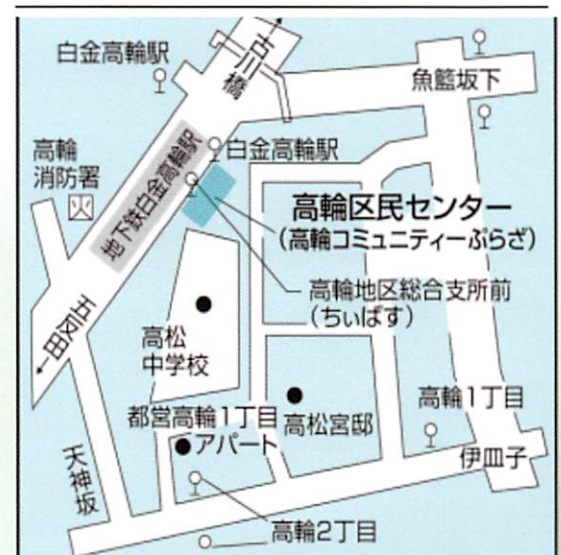 古川橋
白金高輪駅
魚籃坂下
白金高輪駅
高輪
消防署
火
地下鉄白金高輪駅
高輪区民センター
(高輪コミュニティーぷらざ)
高輪地区総合支所前
(ちぃばす)
五反田
高松
中学校
高輪1丁目
都営高輪1丁目
アパート
高松宮邸
伊皿子
天神坂
高輪2丁目